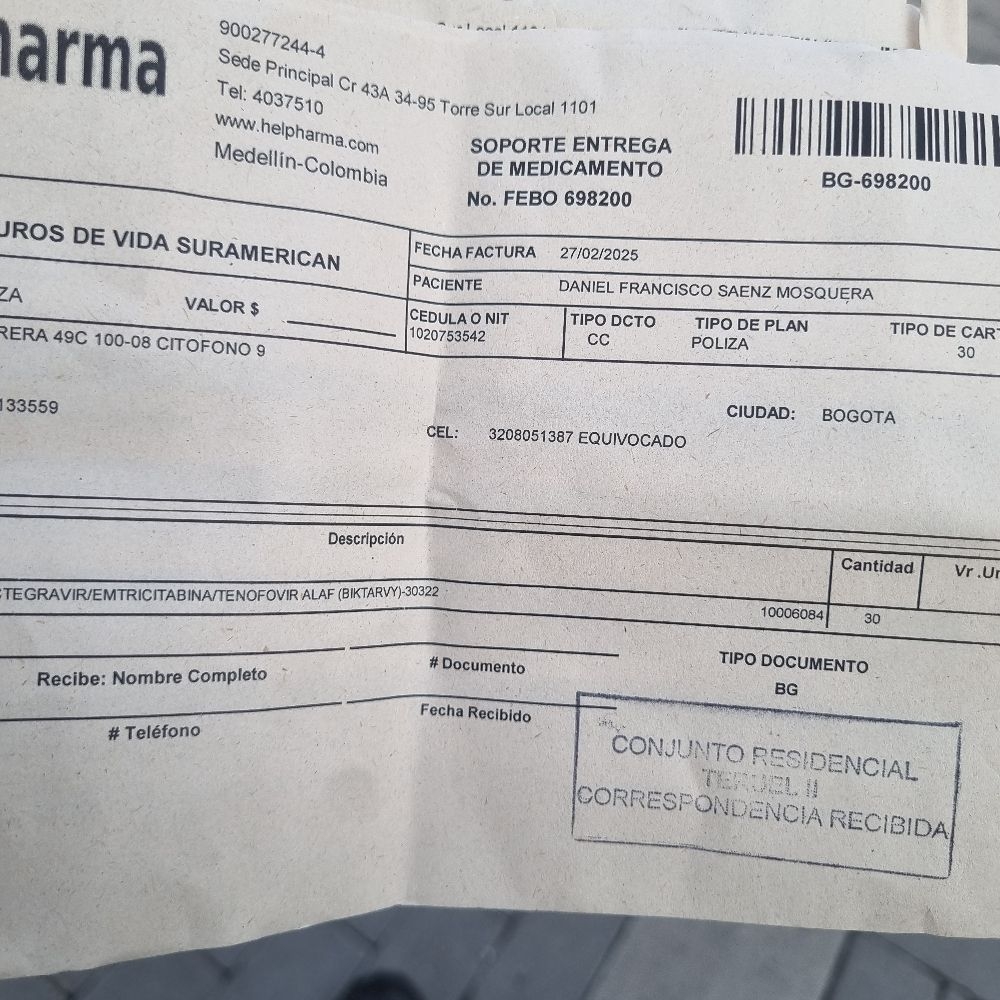 harma
900277244-4
Sede Principal Cr 43A 34-95 Torre Sur Local 1101
Tel: 4037510
www.helpharma.com
Medellín-Colombia
SOPORTE ENTREGA
DE MEDICAMENTO
No. FEBO 698200
BG-698200
UROS DE VIDA SURAMERICAN
FECHA FACTURA 27/02/2025
PACIENTE DANIEL FRANCISCO SAENZ MOSQUERA
ZA VALOR $
CEDULA O NIT TIPO DCTO TIPO DE PLAN TIPO DE CAR
1020753542 CC POLIZA 30
RERA 49C 100-08 CITOFONO 9
133559
CIUDAD: BOGOTA
CEL: 3208051387 EQUIVOCADO
Descripción Cantidad Vr .Un
CTEGRAVIR/EMTRICITABINA/TENOFOVIR ALAF (BIKTARVY)-30322 10006084 30
Recibe: Nombre Completo # Documento TIPO DOCUMENTO
BG
# Teléfono Fecha Recibido
CONJUNTO RESIDENCIAL
TERUEL II
CORRESPONDENCIA RECIBIDA